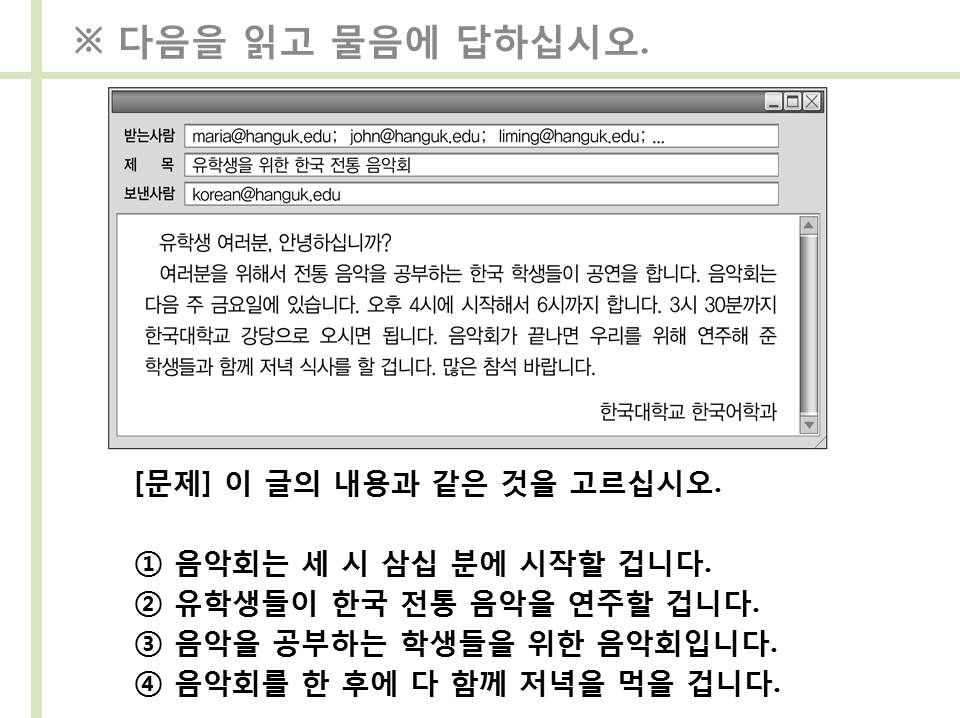 ※ 다음을 읽고 물음에 답하십시오.
받는사람 maria@hanguk.edu; john@hanguk.edu; liming@hanguk.edu; ...
제 목 유학생을 위한 한국 전통 음악회
보낸사람 korean@hanguk.edu
유학생 여러분, 안녕하십니까?
여러분을 위해서 전통 음악을 공부하는 한국 학생들이 공연을 합니다. 음악회는
다음 주 금요일에 있습니다. 오후 4시에 시작해서 6시까지 합니다. 3시 30분까지
한국대학교 강당으로 오시면 됩니다. 음악회가 끝나면 우리를 위해 연주해 준
학생들과 함께 저녁 식사를 할 겁니다. 많은 참석 바랍니다.
한국대학교 한국어학과
[문제] 이 글의 내용과 같은 것을 고르십시오.
① 음악회는 세 시 삼십 분에 시작할 겁니다.
② 유학생들이 한국 전통 음악을 연주할 겁니다.
③ 음악을 공부하는 학생들을 위한 음악회입니다.
④ 음악회를 한 후에 다 함께 저녁을 먹을 겁니다.